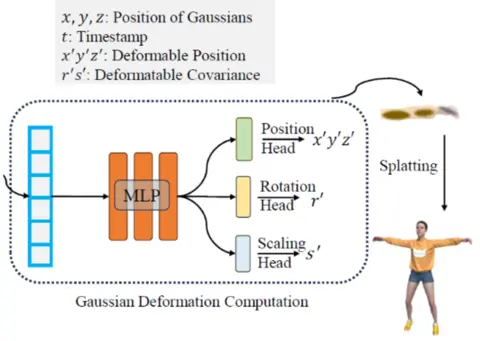 x, y, z: Position of Gaussians
t: Timestamp
x'y'z': Deformable Position
r's': Deformatable Covariance
Position
Head
x'y'z'
MLP
Rotation
Head
r'
Scaling
Head
s'
Splatting
Gaussian Deformation Computation